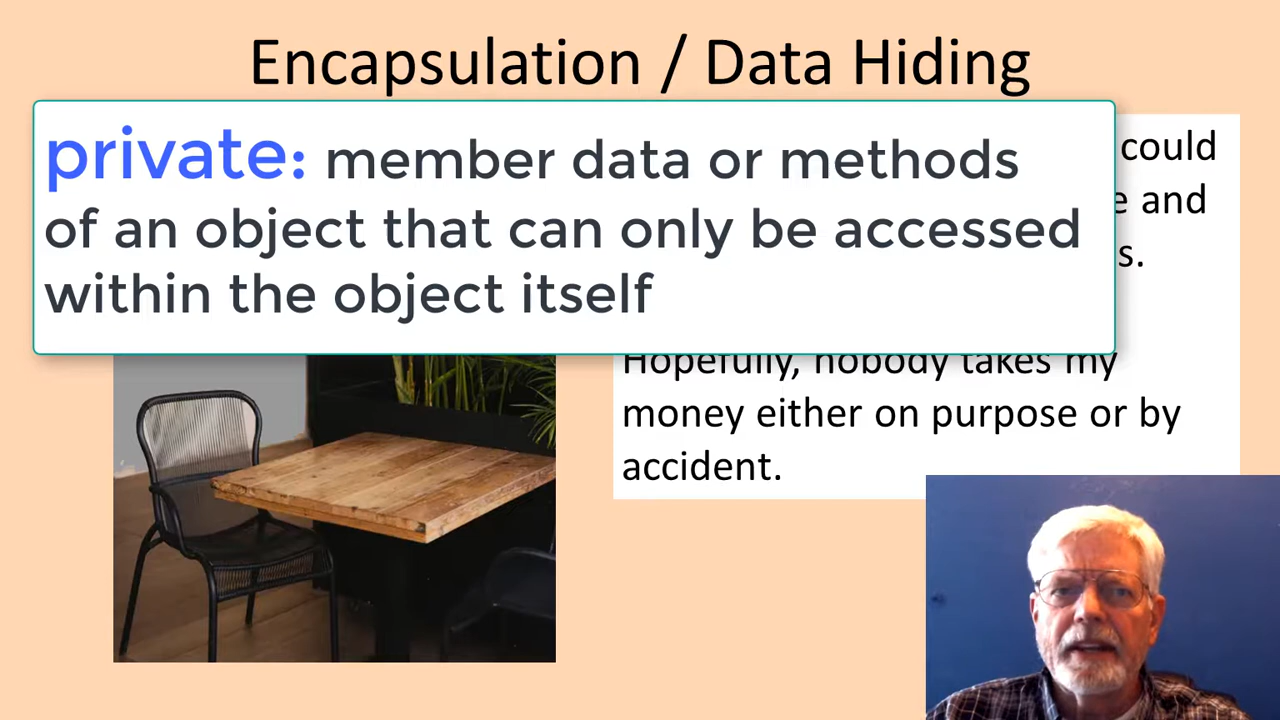 Encapsulation / Data Hiding
private: member data or methods
of an object that can only be accessed
within the object itself
could
and
Hopefully, nobody takes my
money either on purpose or by
accident.